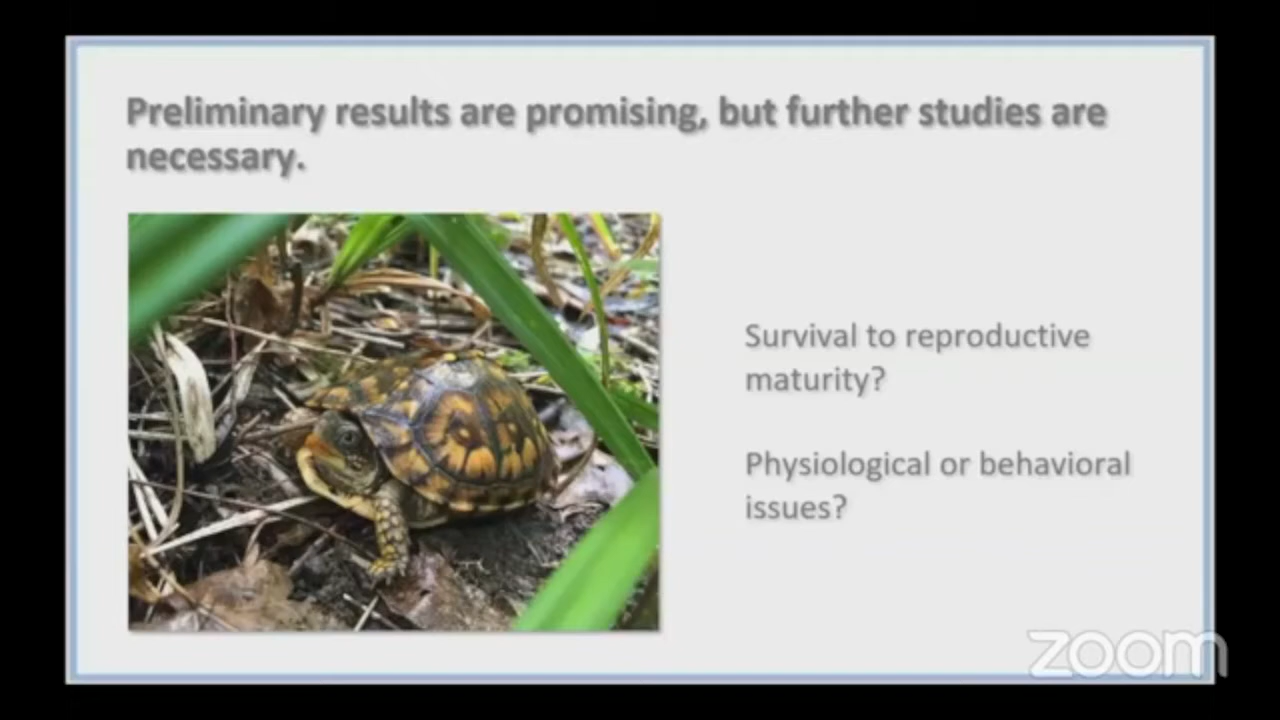 Preliminary results are promising, but further studies are
necessary.
Survival to reproductive
maturity?
Physiological or behavioral
issues?
zoom